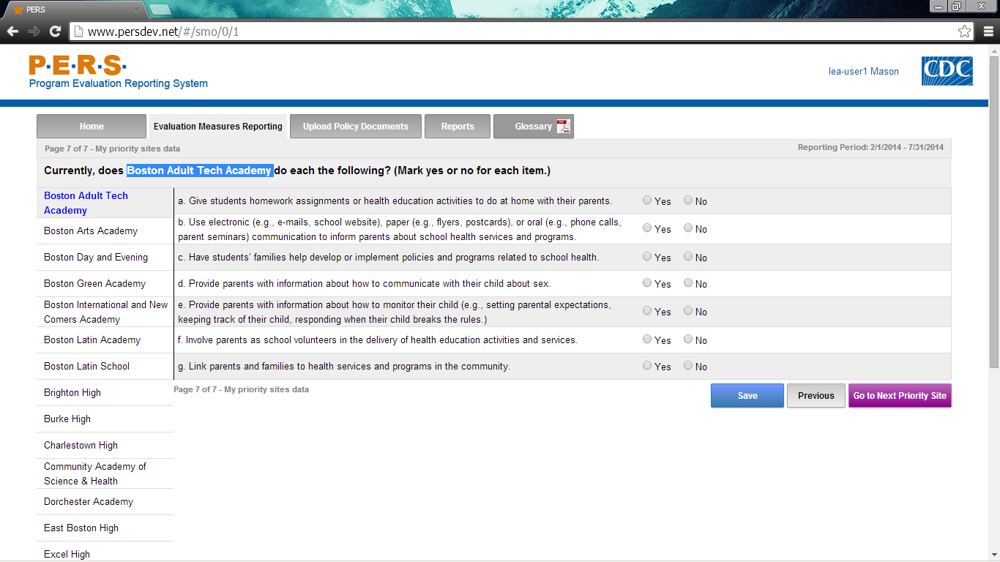 PERS
www.persdev.net/#/smo/0/1
P·E·R·S·
Program Evaluation Reporting System
lea-user1 Mason
CDC
Home
Evaluation Measures Reporting
Upload Policy Documents
Reports
Glossary
Page 7 of 7 - My priority sites data
Reporting Period: 2/1/2014 - 7/31/2014
Currently, does Boston Adult Tech Academy do each the following? (Mark yes or no for each item.)
Boston Adult Tech
Academy
Boston Arts Academy
Boston Day and Evening
Boston Green Academy
Boston International and New
Comers Academy
Boston Latin Academy
Boston Latin School
Brighton High
Burke High
Charlestown High
Community Academy of
Science & Health
Dorchester Academy
East Boston High
Excel High
a. Give students homework assignments or health education activities to do at home with their parents. Yes No
b. Use electronic (e.g., e-mails, school website), paper (e.g., flyers, postcards), or oral (e.g., phone calls,
parent seminars) communication to inform parents about school health services and programs. Yes No
c. Have students' families help develop or implement policies and programs related to school health. Yes No
d. Provide parents with information about how to communicate with their child about sex. Yes No
e. Provide parents with information about how to monitor their child (e.g., setting parental expectations,
keeping track of their child, responding when their child breaks the rules.) Yes No
f. Involve parents as school volunteers in the delivery of health education activities and services. Yes No
g. Link parents and families to health services and programs in the community. Yes No
Page 7 of 7 - My priority sites data
Save
Previous
Go to Next Priority Site